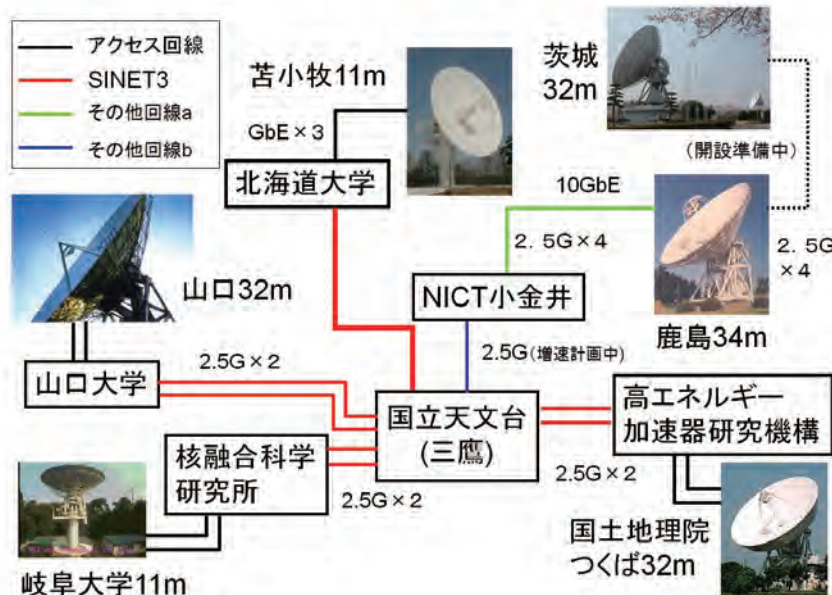 アクセス回線
SINET3
その他回線a
その他回線b
苫小牧11m
GbE×3
北海道大学
茨城
32m
(開設準備中)
10GbE
2.5G×4
2.5G
×4
鹿島34m
NICT小金井
2.5G(増速計画中)
山口32m
山口大学
2.5G×2
国立天文台
(三鷹)
高エネルギー
加速器研究機構
2.5G×2
核融合科学
研究所
2.5G×2
岐阜大学11m
国土地理院
つくば32m